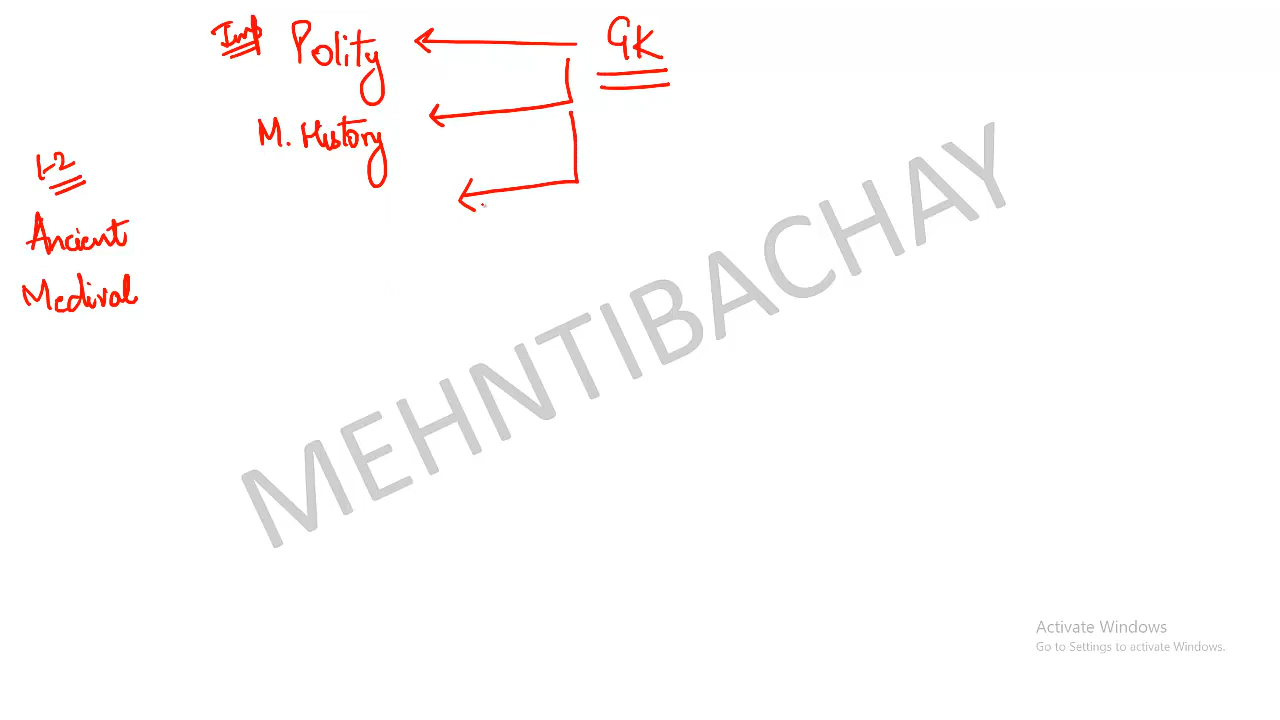 Imp Polity GK
M. History
1-2
Ancient
Medival
MEHNTIBACHAY
Activate Windows
Go to Settings to activate Windows.